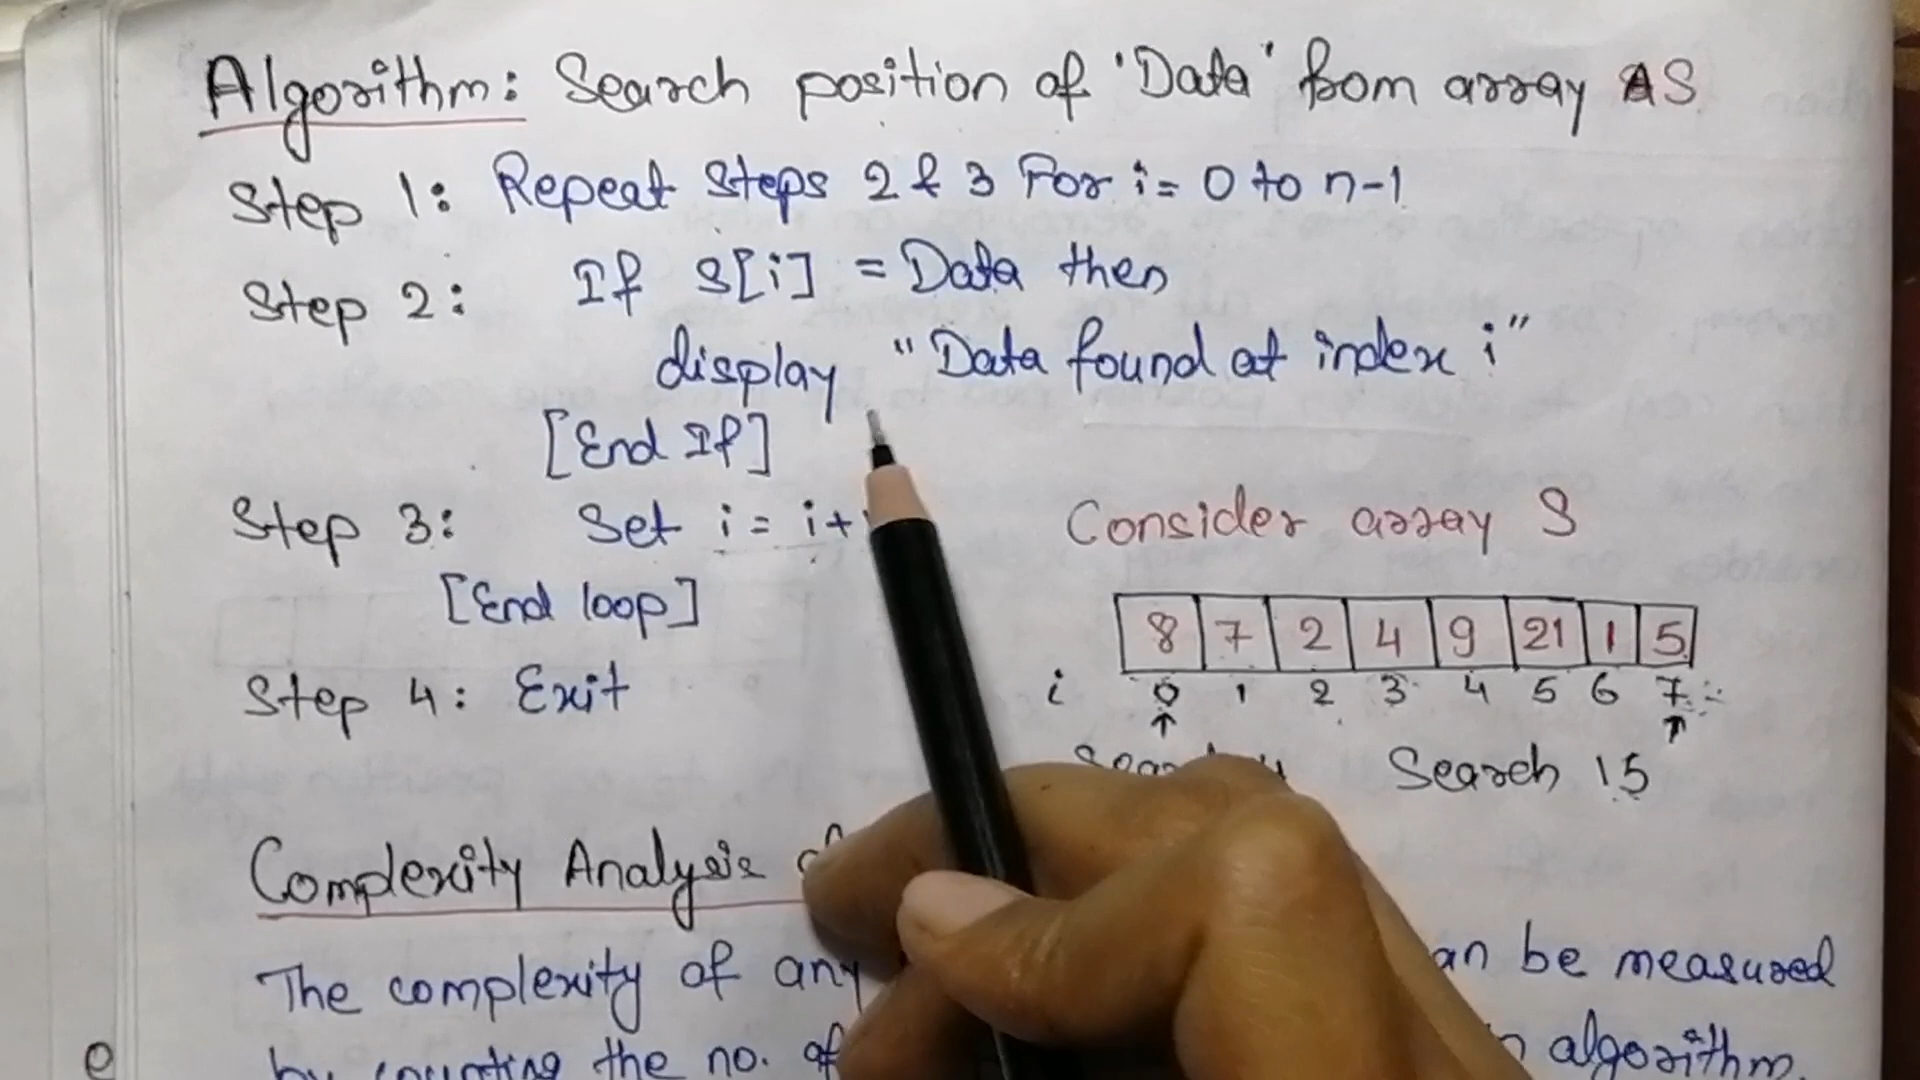 Algorithm: Search position of 'Data' from array S
Step 1: Repeat Steps 2 & 3 For i = 0 to n-1
Step 2: If S[i] = Data then
display "Data found at index i"
[End If]
Step 3: Set i = i+
[End loop]
Step 4: Exit
Consider array S
8 7 2 4 9 21 1 5
i 0 1 2 3 4 5 6 7
Search 15
Complexity Analysis
The complexity of any an be measured
by counting the no. of algorithm.
e